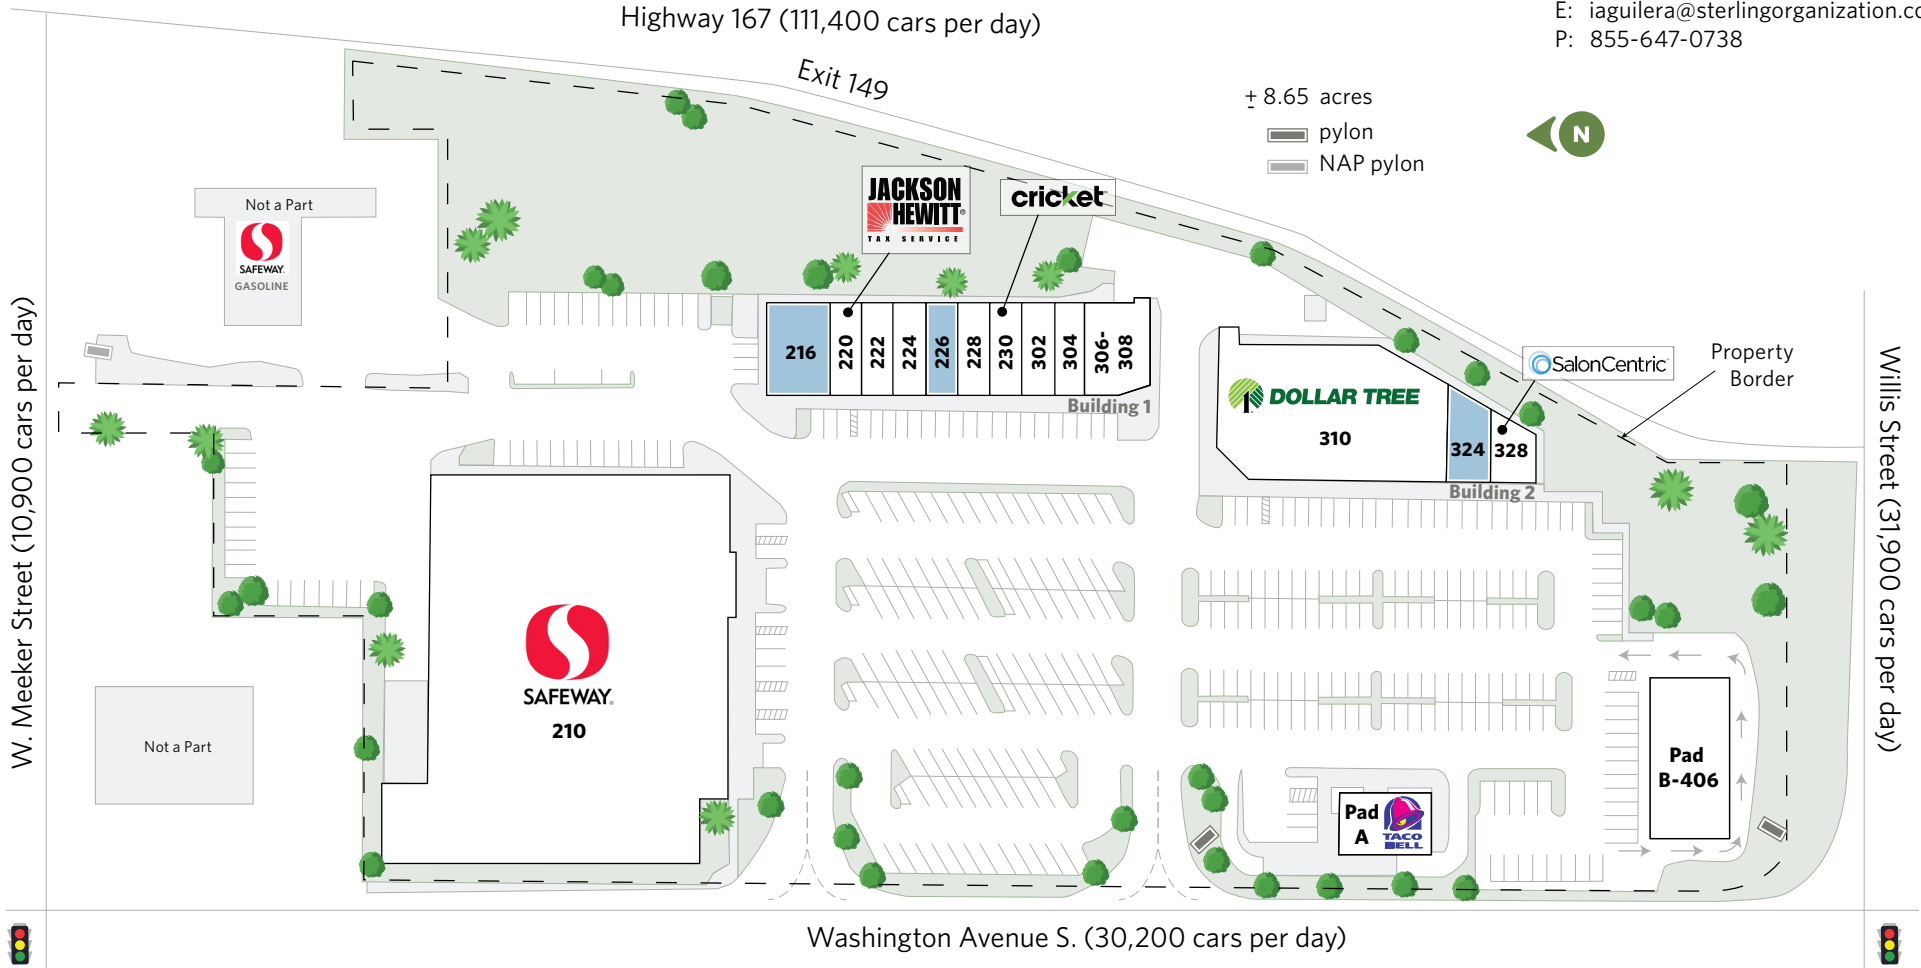 Highway 167 (111,400 cars per day)
E: iaguilera@sterlingorganization.co
P: 855-647-0738
Exit 149
± 8.65 acres
pylon
NAP pylon
N
Not a Part
SAFEWAY.
GASOLINE
JACKSON
HEWITT®
TAX SERVICE
cricket
216
220
222
224
226
228
230
302
304
306-
308
Building 1
DOLLAR TREE
310
324
328
Building 2
SalonCentric
Property
Border
W. Meeker Street (10,900 cars per day)
Willis Street (31,900 cars per day)
SAFEWAY.
210
Not a Part
Pad
A
TACO
BELL
Pad
B-406
Washington Avenue S. (30,200 cars per day)